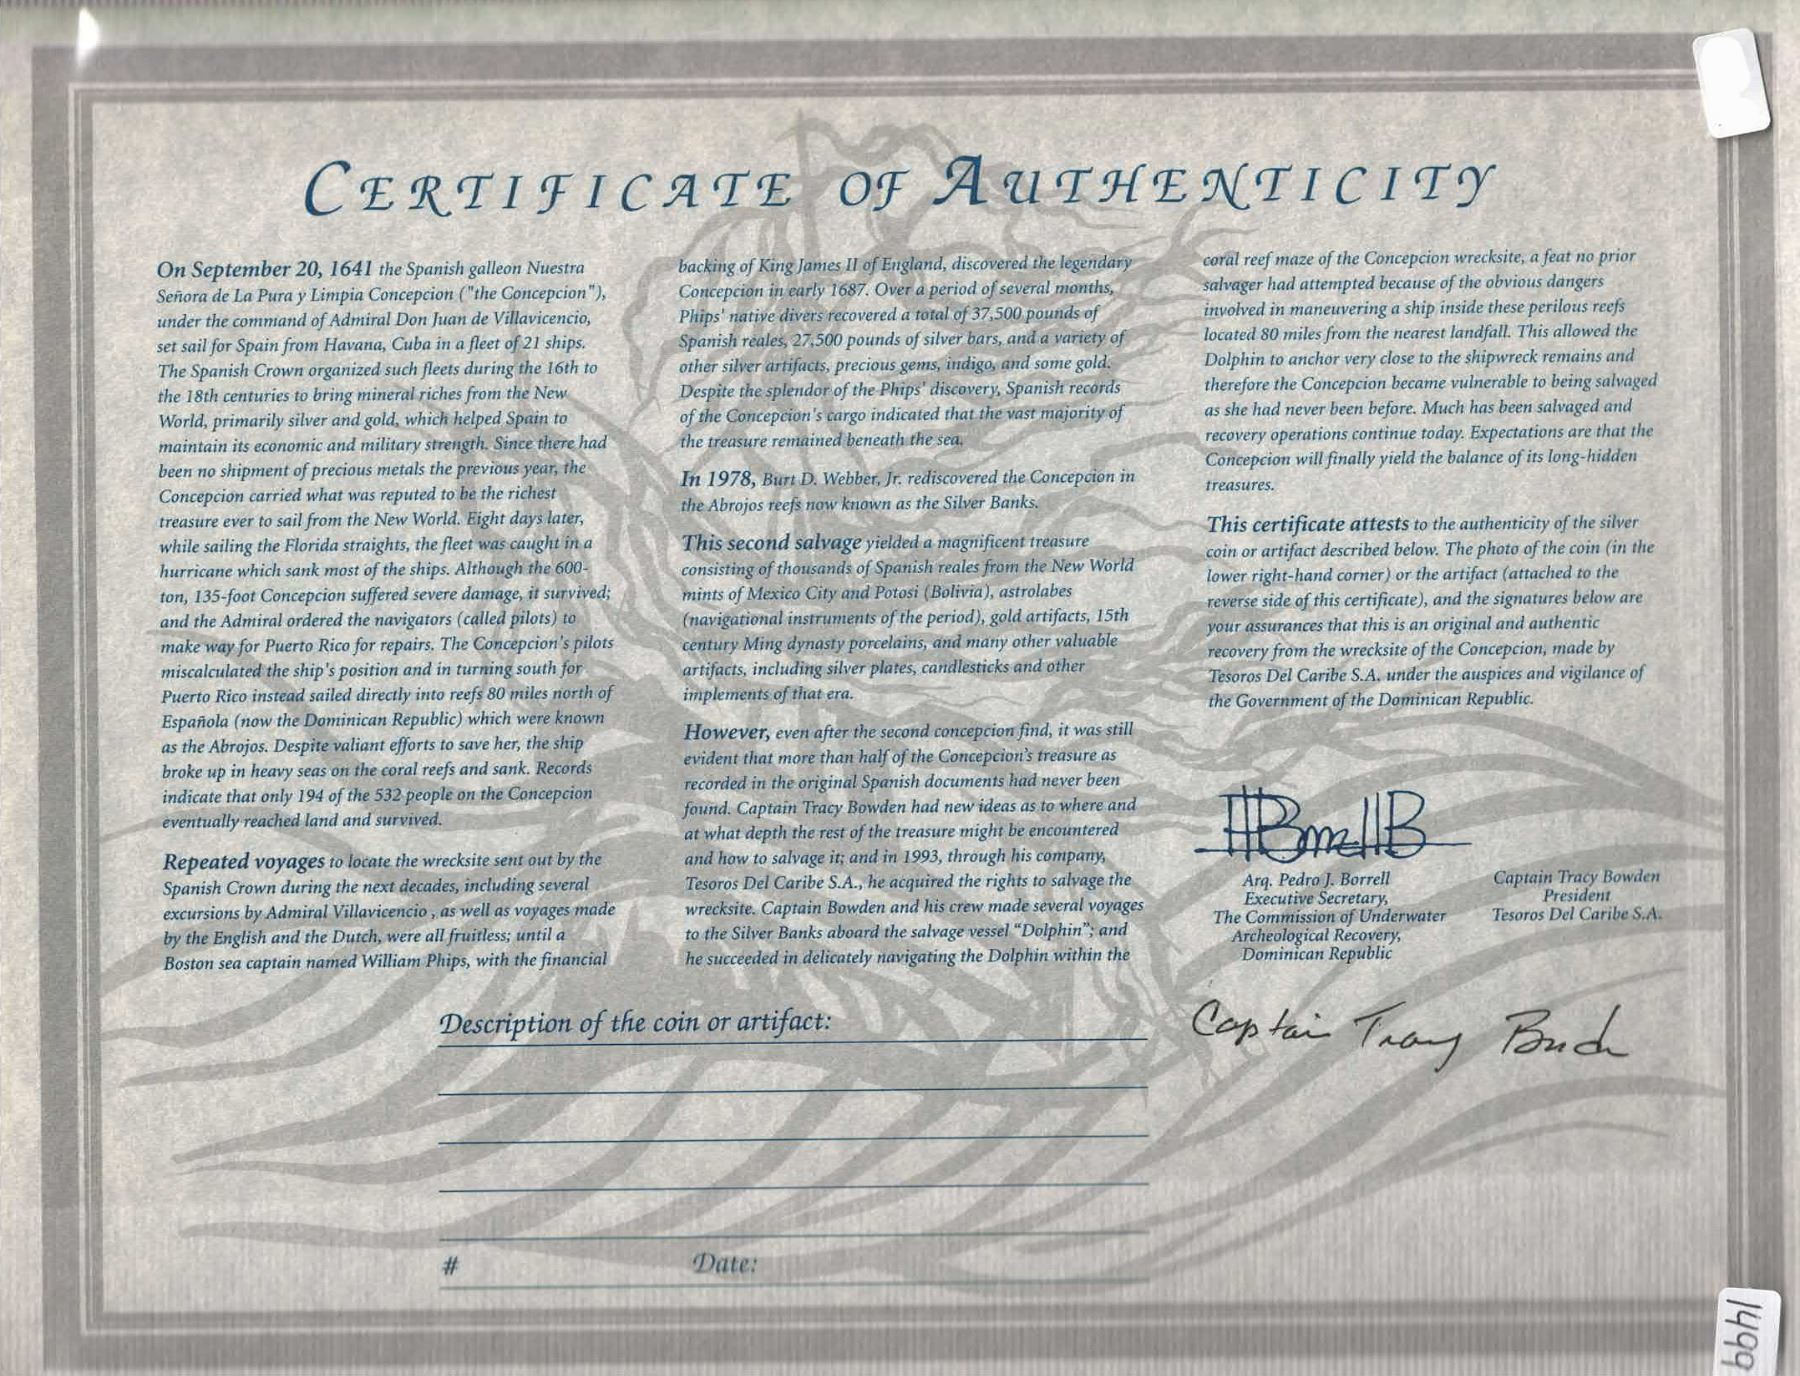 CERTIFICATE OF AUTHENTICITY
On September 20, 1641 the Spanish galleon Nuestra
Señora de La Pura y Limpia Concepcion ("the Concepcion"),
under the command of Admiral Don Juan de Villavicencio,
set sail for Spain from Havana, Cuba in a fleet of 21 ships.
The Spanish Crown organized such fleets during the 16th to
the 18th centuries to bring mineral riches from the New
World, primarily silver and gold, which helped Spain to
maintain its economic and military strength. Since there had
been no shipment of precious metals the previous year, the
Concepcion carried what was reputed to be the richest
treasure ever to sail from the New World. Eight days later,
while sailing the Florida straights, the fleet was caught in a
hurricane which sank most of the ships. Although the 600-
ton, 135-foot Concepcion suffered severe damage, it survived;
and the Admiral ordered the navigators (called pilots) to
make way for Puerto Rico for repairs. The Concepcion's pilots
miscalculated the ship's position and in turning south for
Puerto Rico instead sailed directly into reefs 80 miles north of
Española (now the Dominican Republic) which were known
as the Abrojos. Despite valiant efforts to save her, the ship
broke up in heavy seas on the coral reefs and sank. Records
indicate that only 194 of the 532 people on the Concepcion
eventually reached land and survived.
Repeated voyages to locate the wrecksite sent out by the
Spanish Crown during the next decades, including several
excursions by Admiral Villavicencio , as well as voyages made
by the English and the Dutch, were all fruitless; until a
Boston sea captain named William Phips, with the financial
backing of King James II of England, discovered the legendary
Concepcion in early 1687. Over a period of several months,
Phips' native divers recovered a total of 37,500 pounds of
Spanish reales, 27,500 pounds of silver bars, and a variety of
other silver artifacts, precious gems, indigo, and some gold.
Despite the splendor of the Phips' discovery, Spanish records
of the Concepcion's cargo indicated that the vast majority of
the treasure remained beneath the sea.
In 1978, Burt D. Webber, Jr. rediscovered the Concepcion in
the Abrojos reefs now known as the Silver Banks.
This second salvage yielded a magnificent treasure
consisting of thousands of Spanish reales from the New World
mints of Mexico City and Potosi (Bolivia), astrolabes
(navigational instruments of the period), gold artifacts, 15th
century Ming dynasty porcelains, and many other valuable
artifacts, including silver plates, candlesticks and other
implements of that era.
However, even after the second concepcion find, it was still
evident that more than half of the Concepcion's treasure as
recorded in the original Spanish documents had never been
found. Captain Tracy Bowden had new ideas as to where and
at what depth the rest of the treasure might be encountered
and how to salvage it; and in 1993, through his company,
Tesoros Del Caribe S.A., he acquired the rights to salvage the
wrecksite. Captain Bowden and his crew made several voyages
to the Silver Banks aboard the salvage vessel “Dolphin”; and
he succeeded in delicately navigating the Dolphin within the
coral reef maze of the Concepcion wrecksite, a feat no prior
salvager had attempted because of the obvious dangers
involved in maneuvering a ship inside these perilous reefs
located 80 miles from the nearest landfall. This allowed the
Dolphin to anchor very close to the shipwreck remains and
therefore the Concepcion became vulnerable to being salvaged
as she had never been before. Much has been salvaged and
recovery operations continue today. Expectations are that the
Concepcion will finally yield the balance of its long-hidden
treasures.
This certificate attests to the authenticity of the silver
coin or artifact described below. The photo of the coin (in the
lower right-hand corner) or the artifact (attached to the
reverse side of this certificate), and the signatures below are
your assurances that this is an original and authentic
recovery from the wrecksite of the Concepcion, made by
Tesoros Del Caribe S.A. under the auspices and vigilance of
the Government of the Dominican Republic.
Arq. Pedro J. Borrell
Executive Secretary,
The Commission of Underwater
Archeological Recovery,
Dominican Republic
Captain Tracy Bowden
President
Tesoros Del Caribe S.A.
Captain Tracy Bowden
Description of the coin or artifact:
# Date:
1499